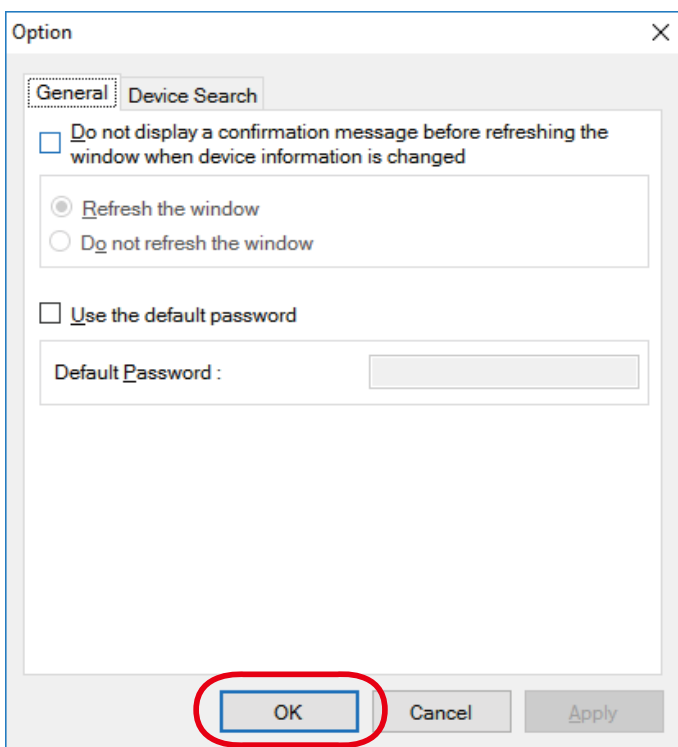 Option
General
Device Search
Do not display a confirmation message before refreshing the
window when device information is changed
Refresh the window
Do not refresh the window
Use the default password
Default Password :
OK
Cancel
Apply